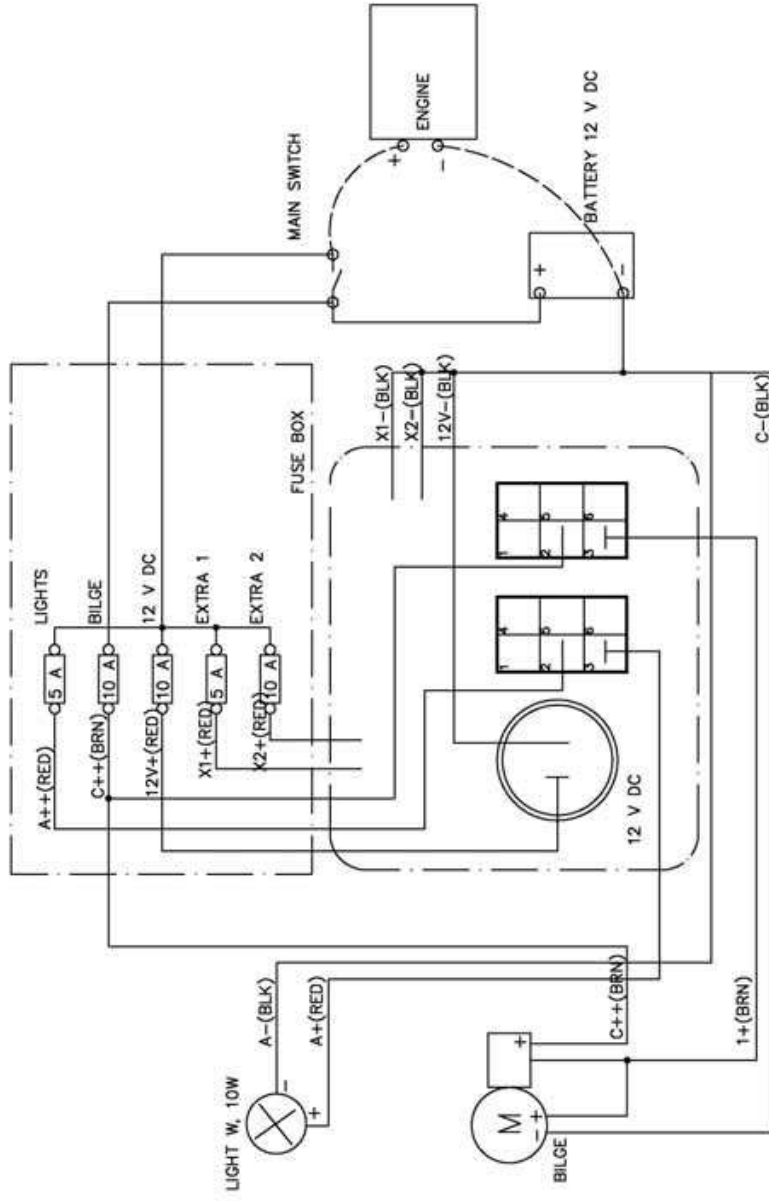 LIGHTS
BILGE
12 V DC
EXTRA 1
EXTRA 2
5 A
10 A
10 A
5 A
10 A
A++(RED)
C++(BRN)
12V+(RED)
X1+(RED)
X2+(RED)
FUSE BOX
MAIN SWITCH
ENGINE
+
-
BATTERY 12 V DC
+
-
X1-(BLK)
X2-(BLK)
12V-(BLK)
C-(BLK)
1 4
2 5
3 6
1 4
2 5
3 6
12 V DC
LIGHT W, 10W
-
+
A-(BLK)
A+(RED)
C++(BRN)
1+(BRN)
M
+
- +
BILGE